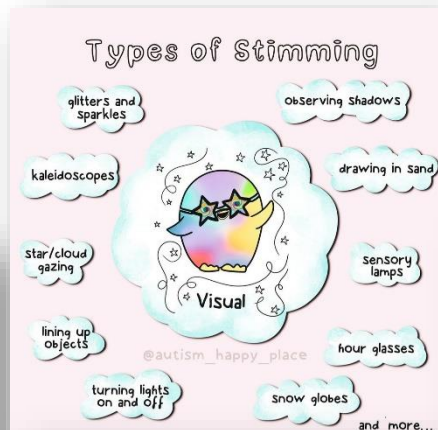 Types of Stimming
glitters and
sparkles
observing shadows
kaleidoscopes
drawing in sand
star/cloud
gazing
sensory
lamps
Visual
lining up
objects
@autism_happy_place
hour glasses
turning lights
on and off
snow globes
and more...